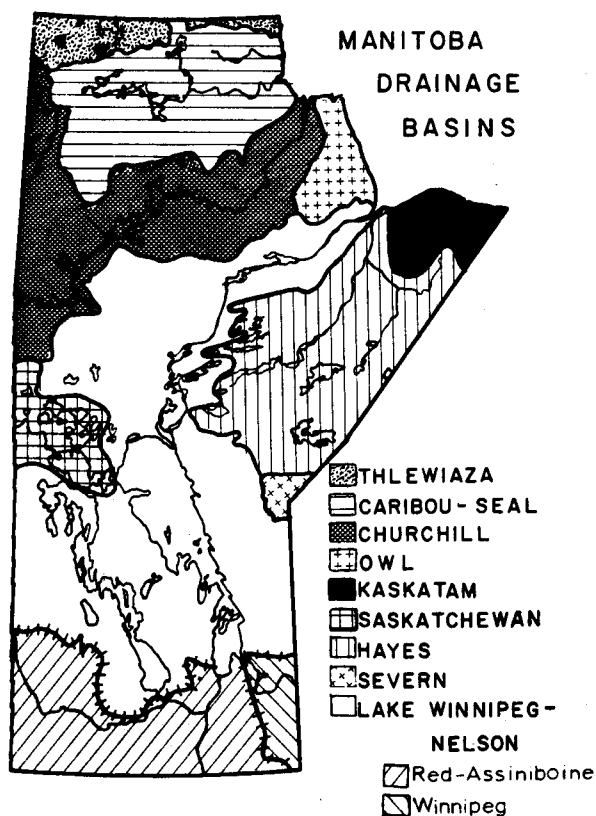 MANITOBA
DRAINAGE
BASINS
THLEWIAZA
CARIBOU-SEAL
CHURCHILL
OWL
KASKATAM
SASKATCHEWAN
HAYES
SEVERN
LAKE WINNIPEG-
NELSON
Red-Assiniboine
Winnipeg